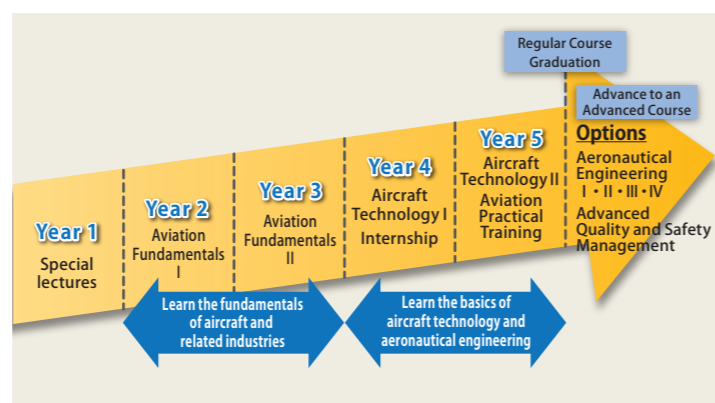 Regular Course
Graduation
Advance to an
Advanced Course
Year 1
Special
lectures
Year 2
Aviation
Fundamentals
I
Year 3
Aviation
Fundamentals
II
Year 4
Aircraft
Technology I
Internship
Year 5
Aircraft
Technology II
Aviation
Practical
Training
Options
Aeronautical
Engineering
I・II・III・IV
Advanced
Quality and Safety
Management
Learn the fundamentals
of aircraft and
related industries
Learn the basics of
aircraft technology and
aeronautical engineering